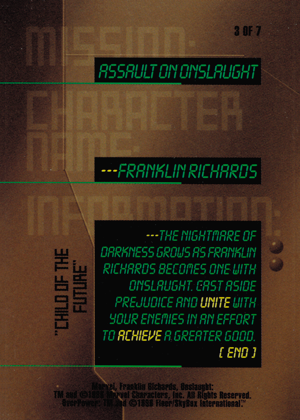 3 OF 7
MISSION:
ASSAULT ON ONSLAUGHT
CHARACTER
NAME:
---FRANKLIN RICHARDS
INFORMATION:
---THE NIGHTMARE OF
DARKNESS GROWS AS FRANKLIN
RICHARDS BECOMES ONE WITH
ONSLAUGHT. CAST ASIDE
PREJUDICE AND UNITE WITH
YOUR ENEMIES IN AN EFFORT
TO ACHIEVE A GREATER GOOD.
[ END ]
"CHILD OF THE
FUTURE"
Marvel, Franklin Richards, Onslaught:
TM and ©1996 Marvel Characters, Inc. All Rights Reserved.
OverPower: TM and ©1996 Fleer/SkyBox International.